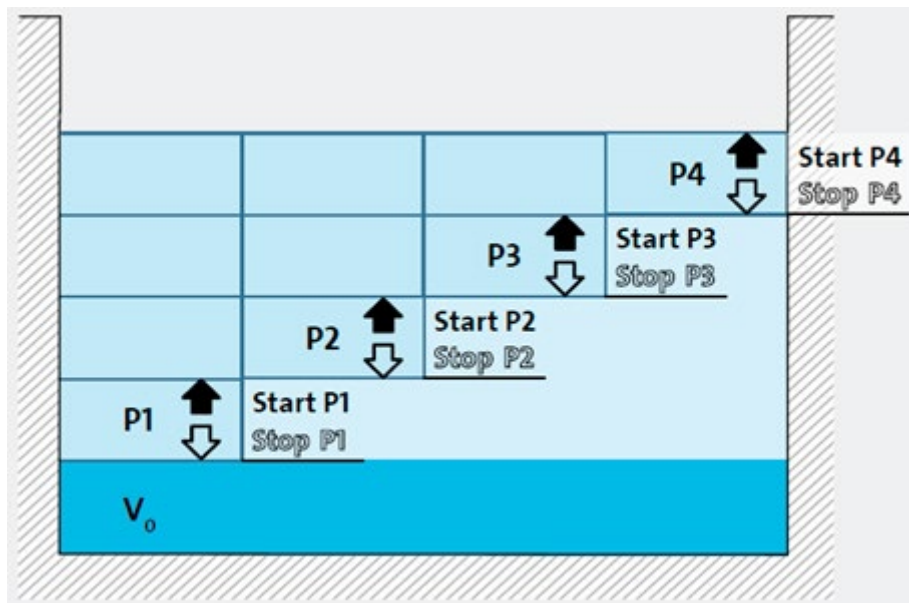 P4
Start P4
Stop P4
P3
Start P3
Stop P3
P2
Start P2
Stop P2
P1
Start P1
Stop P1
V₀